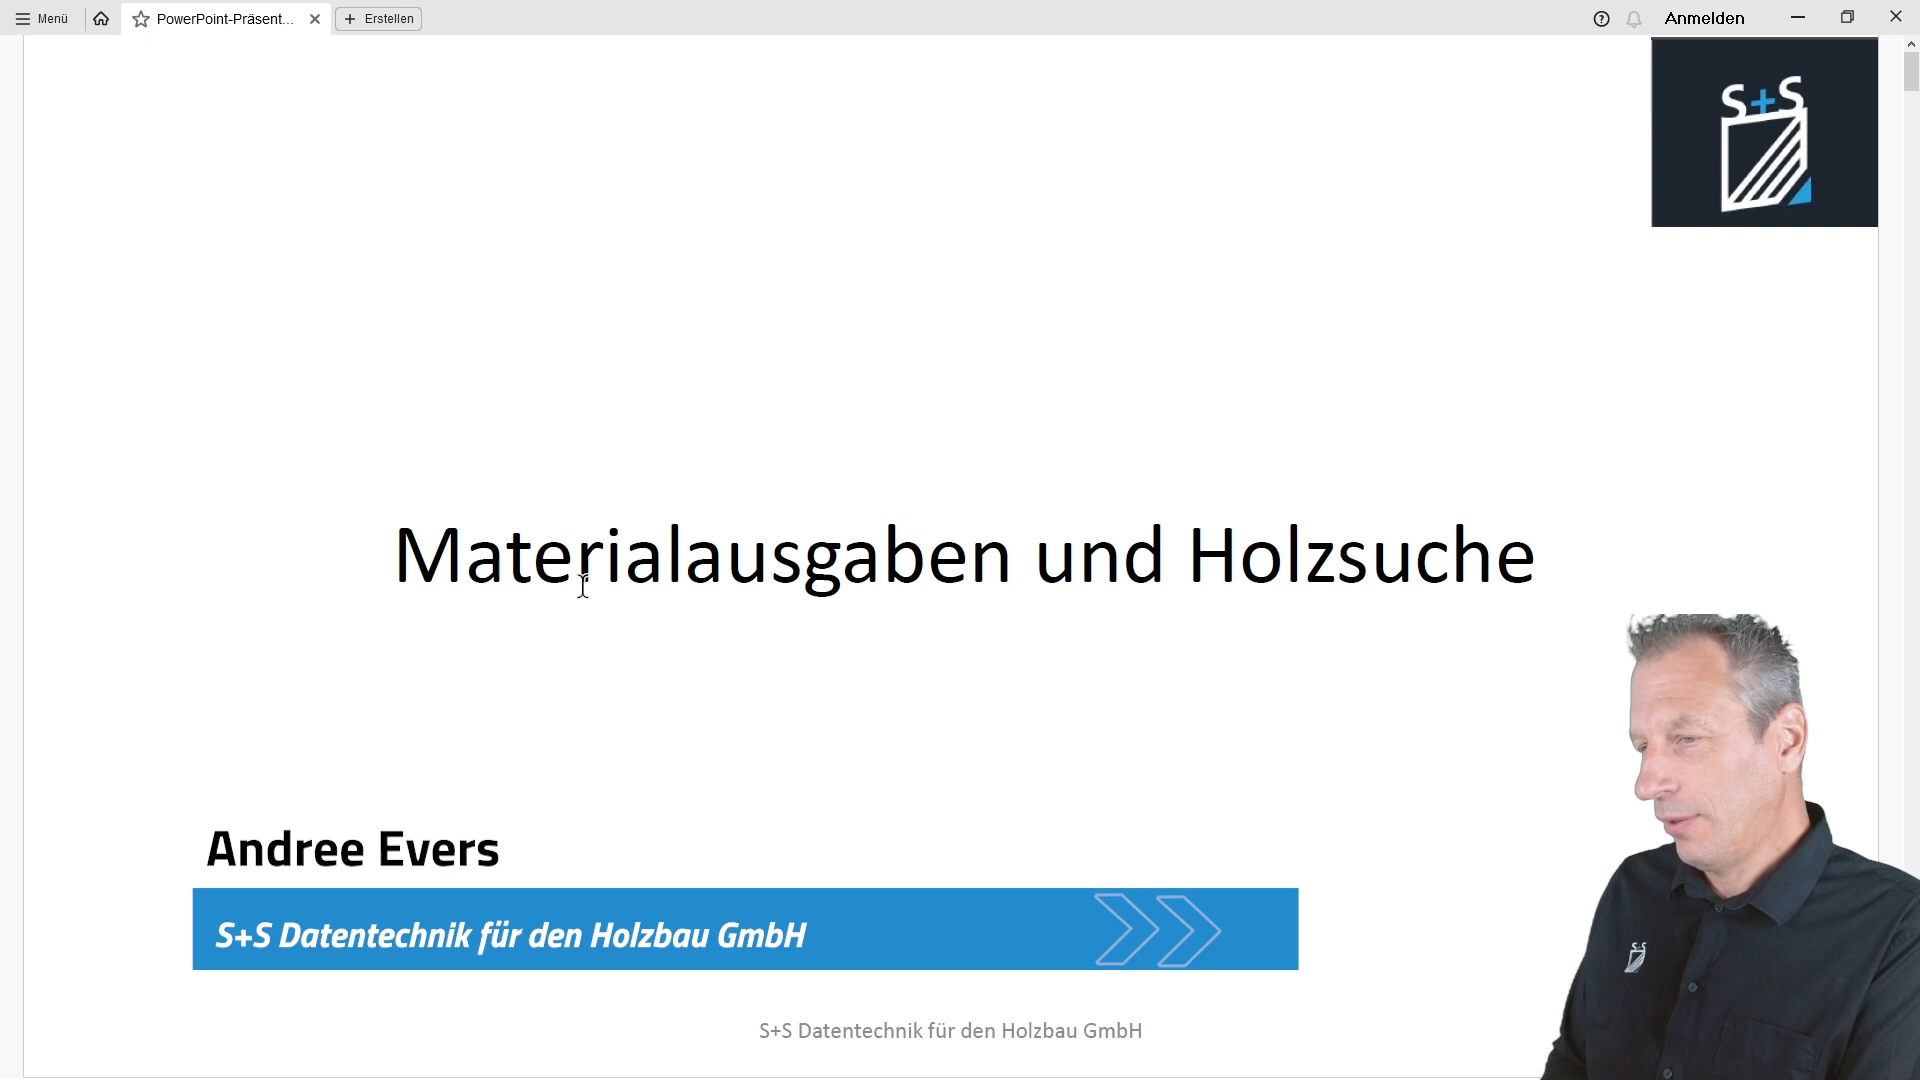 Menü
PowerPoint-Präsent...
Erstellen
Anmelden
S+S
Materialausgaben und Holzsuche
Andree Evers
S+S Datentechnik für den Holzbau GmbH
S+S
S+S Datentechnik für den Holzbau GmbH